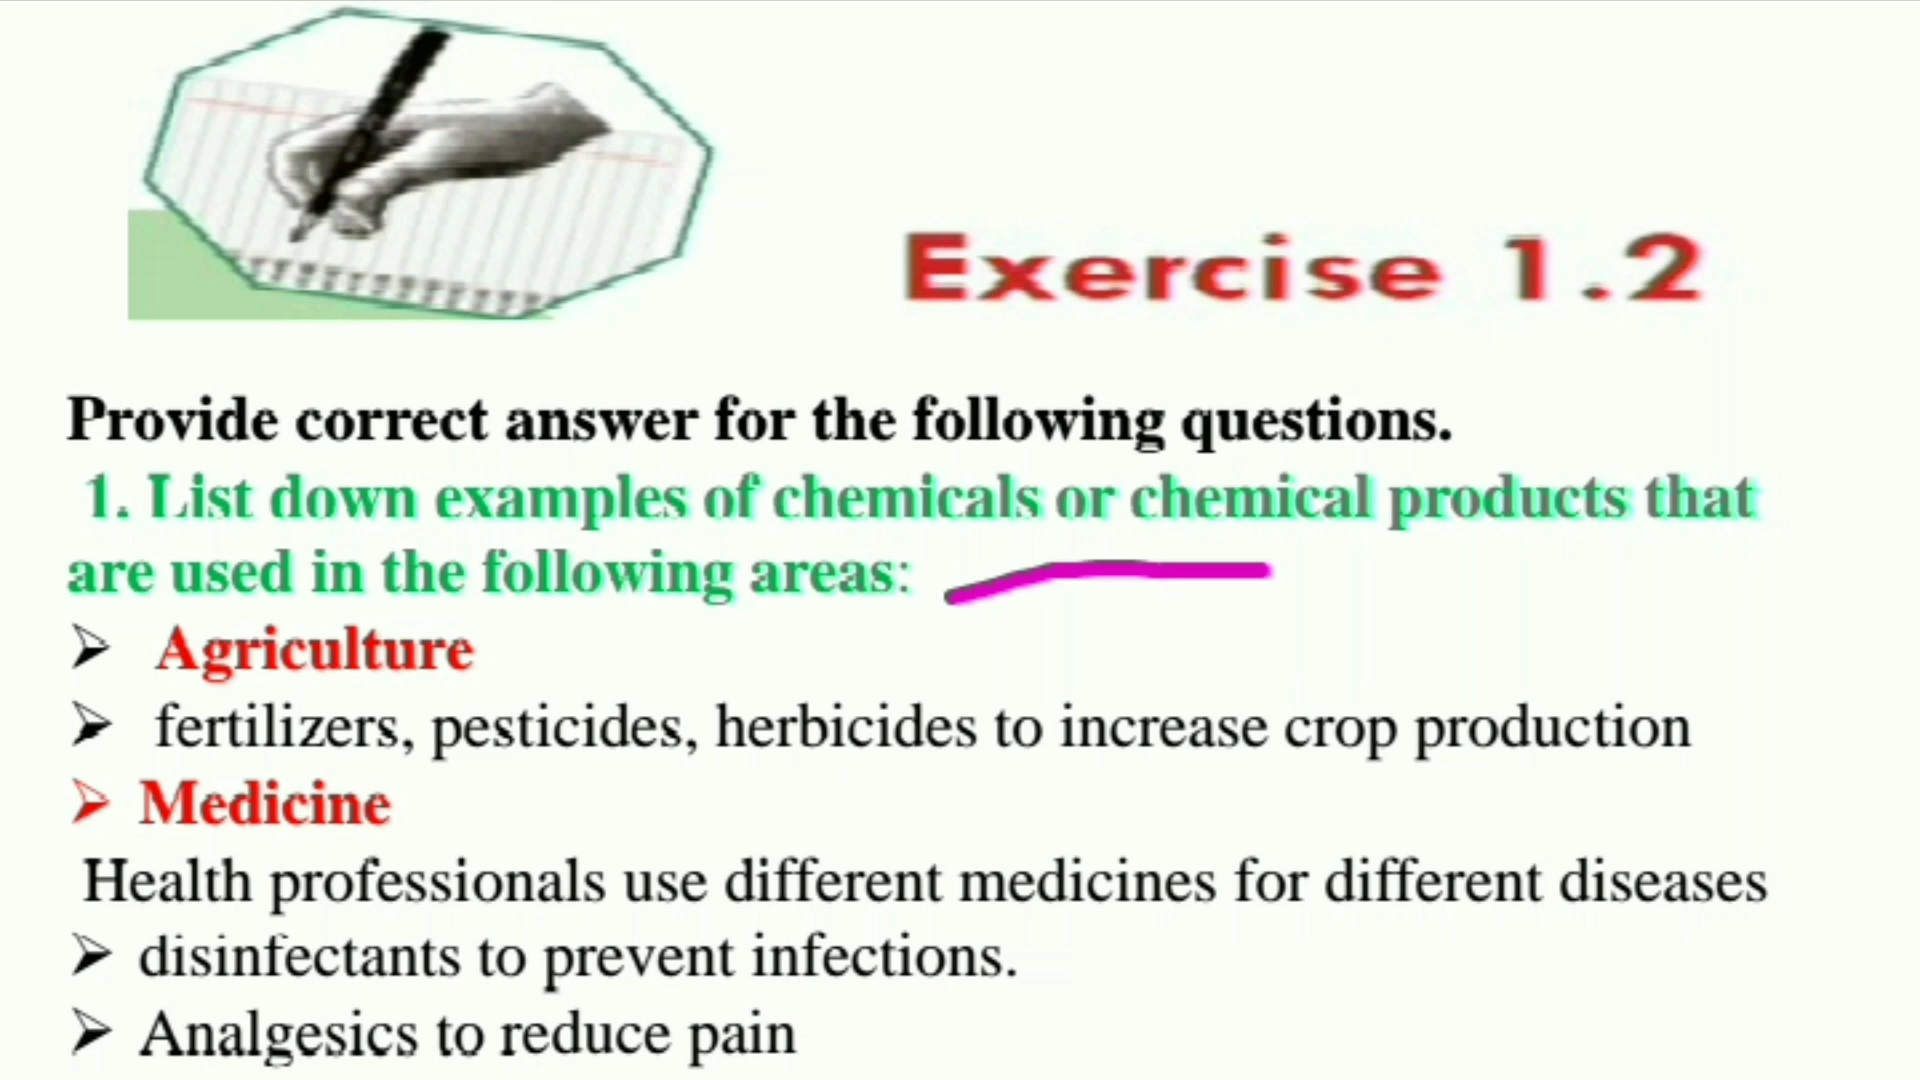 Exercise 1.2
Provide correct answer for the following questions.
1. List down examples of chemicals or chemical products that
are used in the following areas:
➢ Agriculture
➢ fertilizers, pesticides, herbicides to increase crop production
➢ Medicine
Health professionals use different medicines for different diseases
➢ disinfectants to prevent infections.
➢ Analgesics to reduce pain